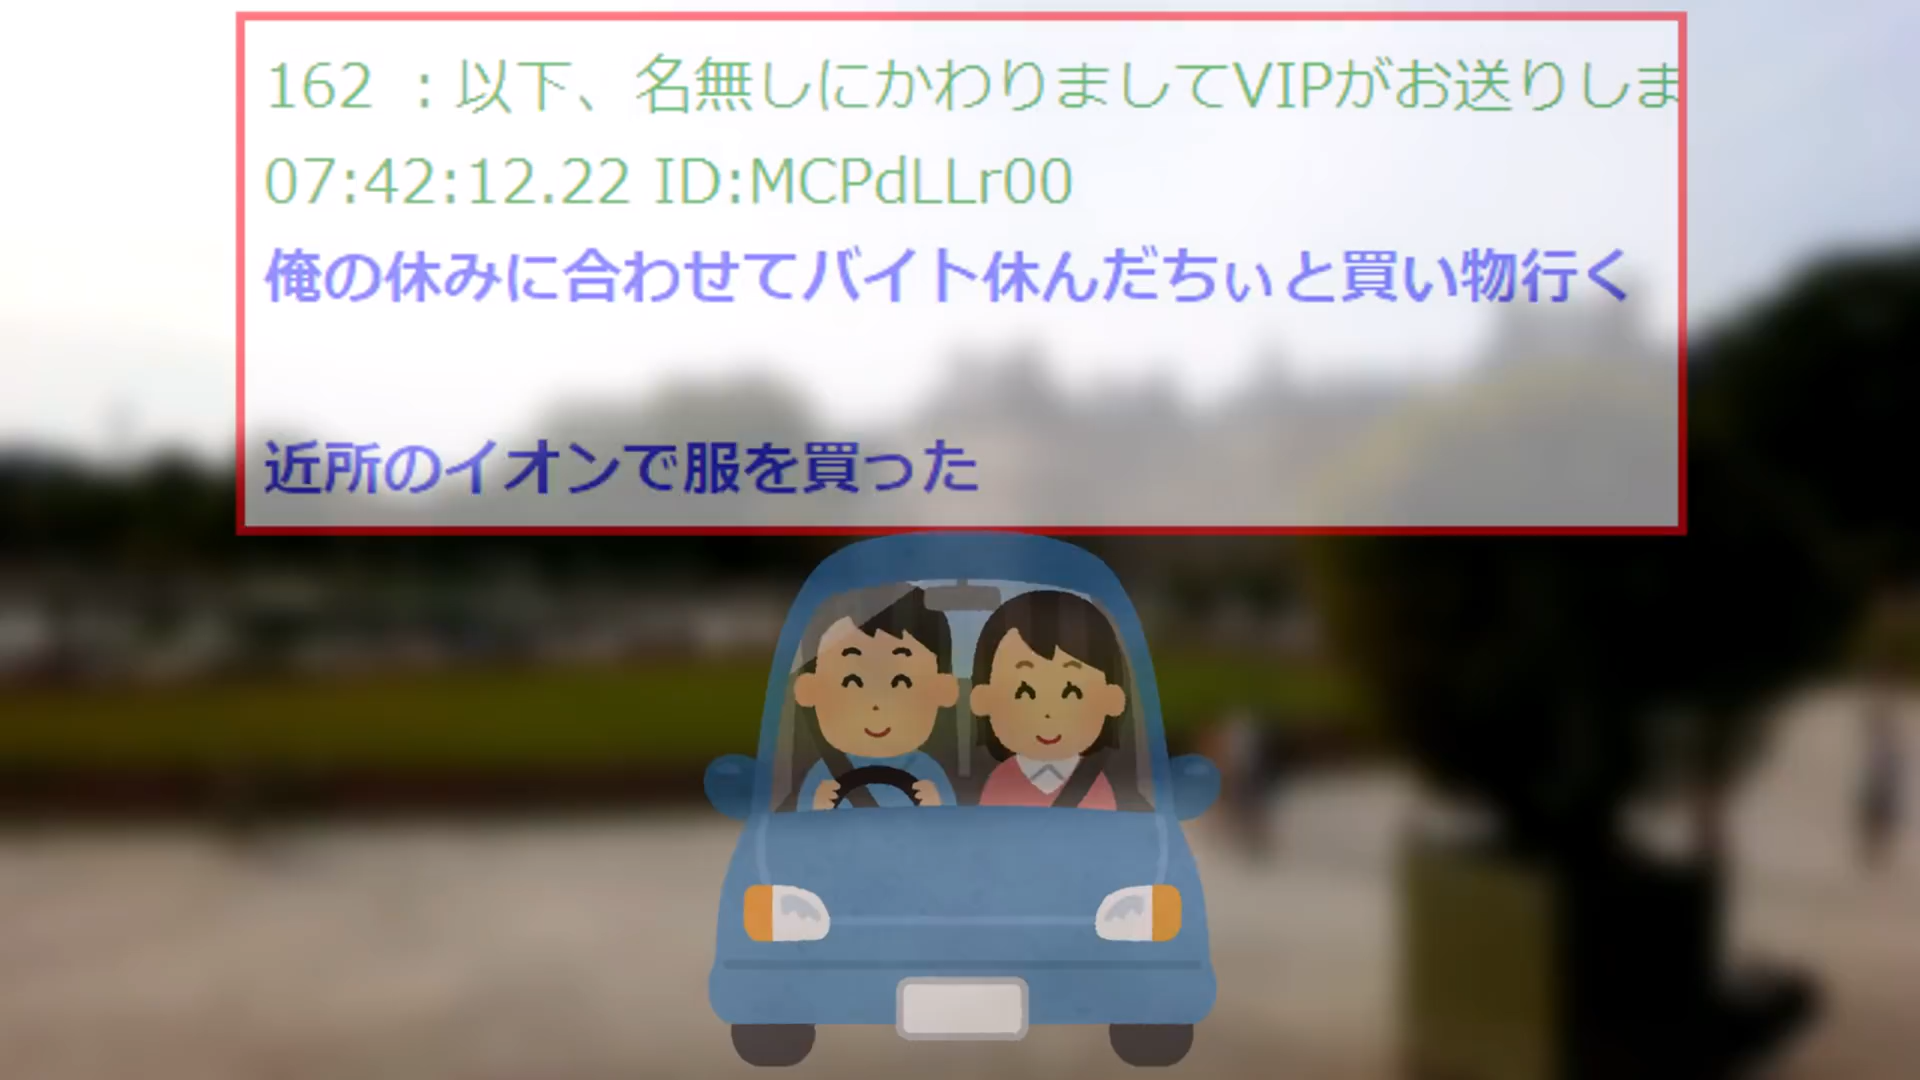 162 ：以下、名無しにかわりましてVIPがお送りしま
07:42:12.22 ID:MCPdLLr00
俺の休みに合わせてバイト休んだちぃと買い物行く
近所のイオンで服を買った